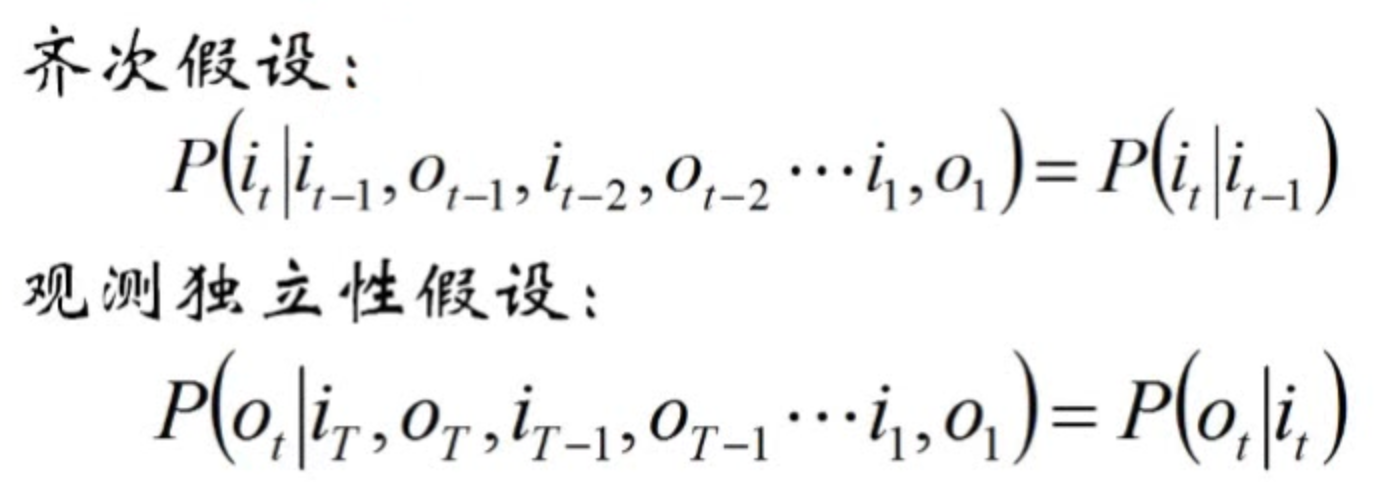 齐次假设：
P(i_t|i_{t-1}, o_{t-1}, i_{t-2}, o_{t-2} ⋯ i_1, o_1) = P(i_t|i_{t-1})
观测独立性假设：
P(o_t|i_T, o_T, i_{T-1}, o_{T-1} ⋯ i_1, o_1) = P(o_t|i_t)